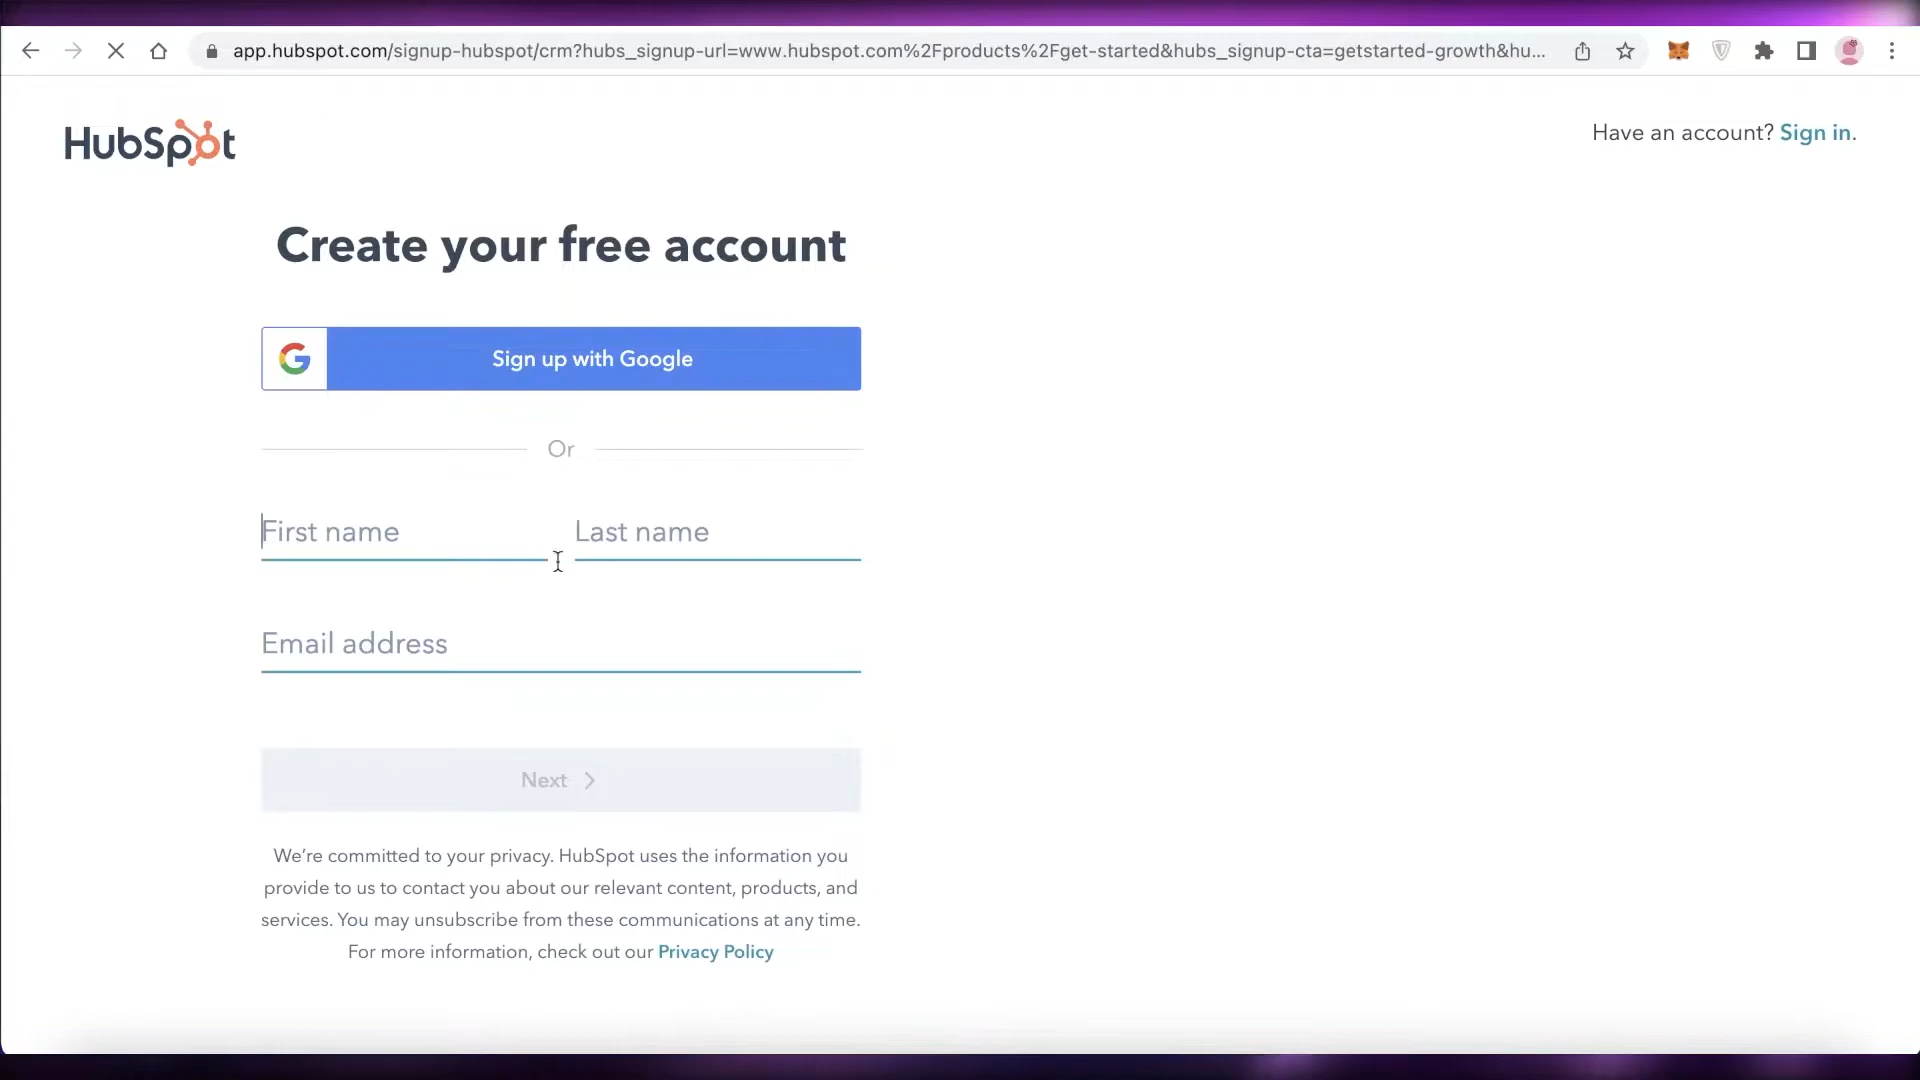 app.hubspot.com/signup-hubspot/crm?hubs_signup-url=www.hubspot.com%2Fproducts%2Fget-started&hubs_signup-cta=getstarted-growth&hu...
HubSpot
Have an account? Sign in.
Create your free account
G
Sign up with Google
Or
First name
Last name
Email address
Next
We're committed to your privacy. HubSpot uses the information you
provide to us to contact you about our relevant content, products, and
services. You may unsubscribe from these communications at any time.
For more information, check out our Privacy Policy